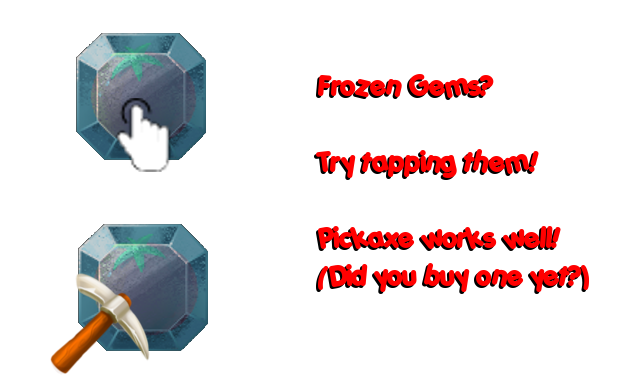 Frozen Gems?
Try tapping them!
Pickaxe works well!
(Did you buy one yet?)